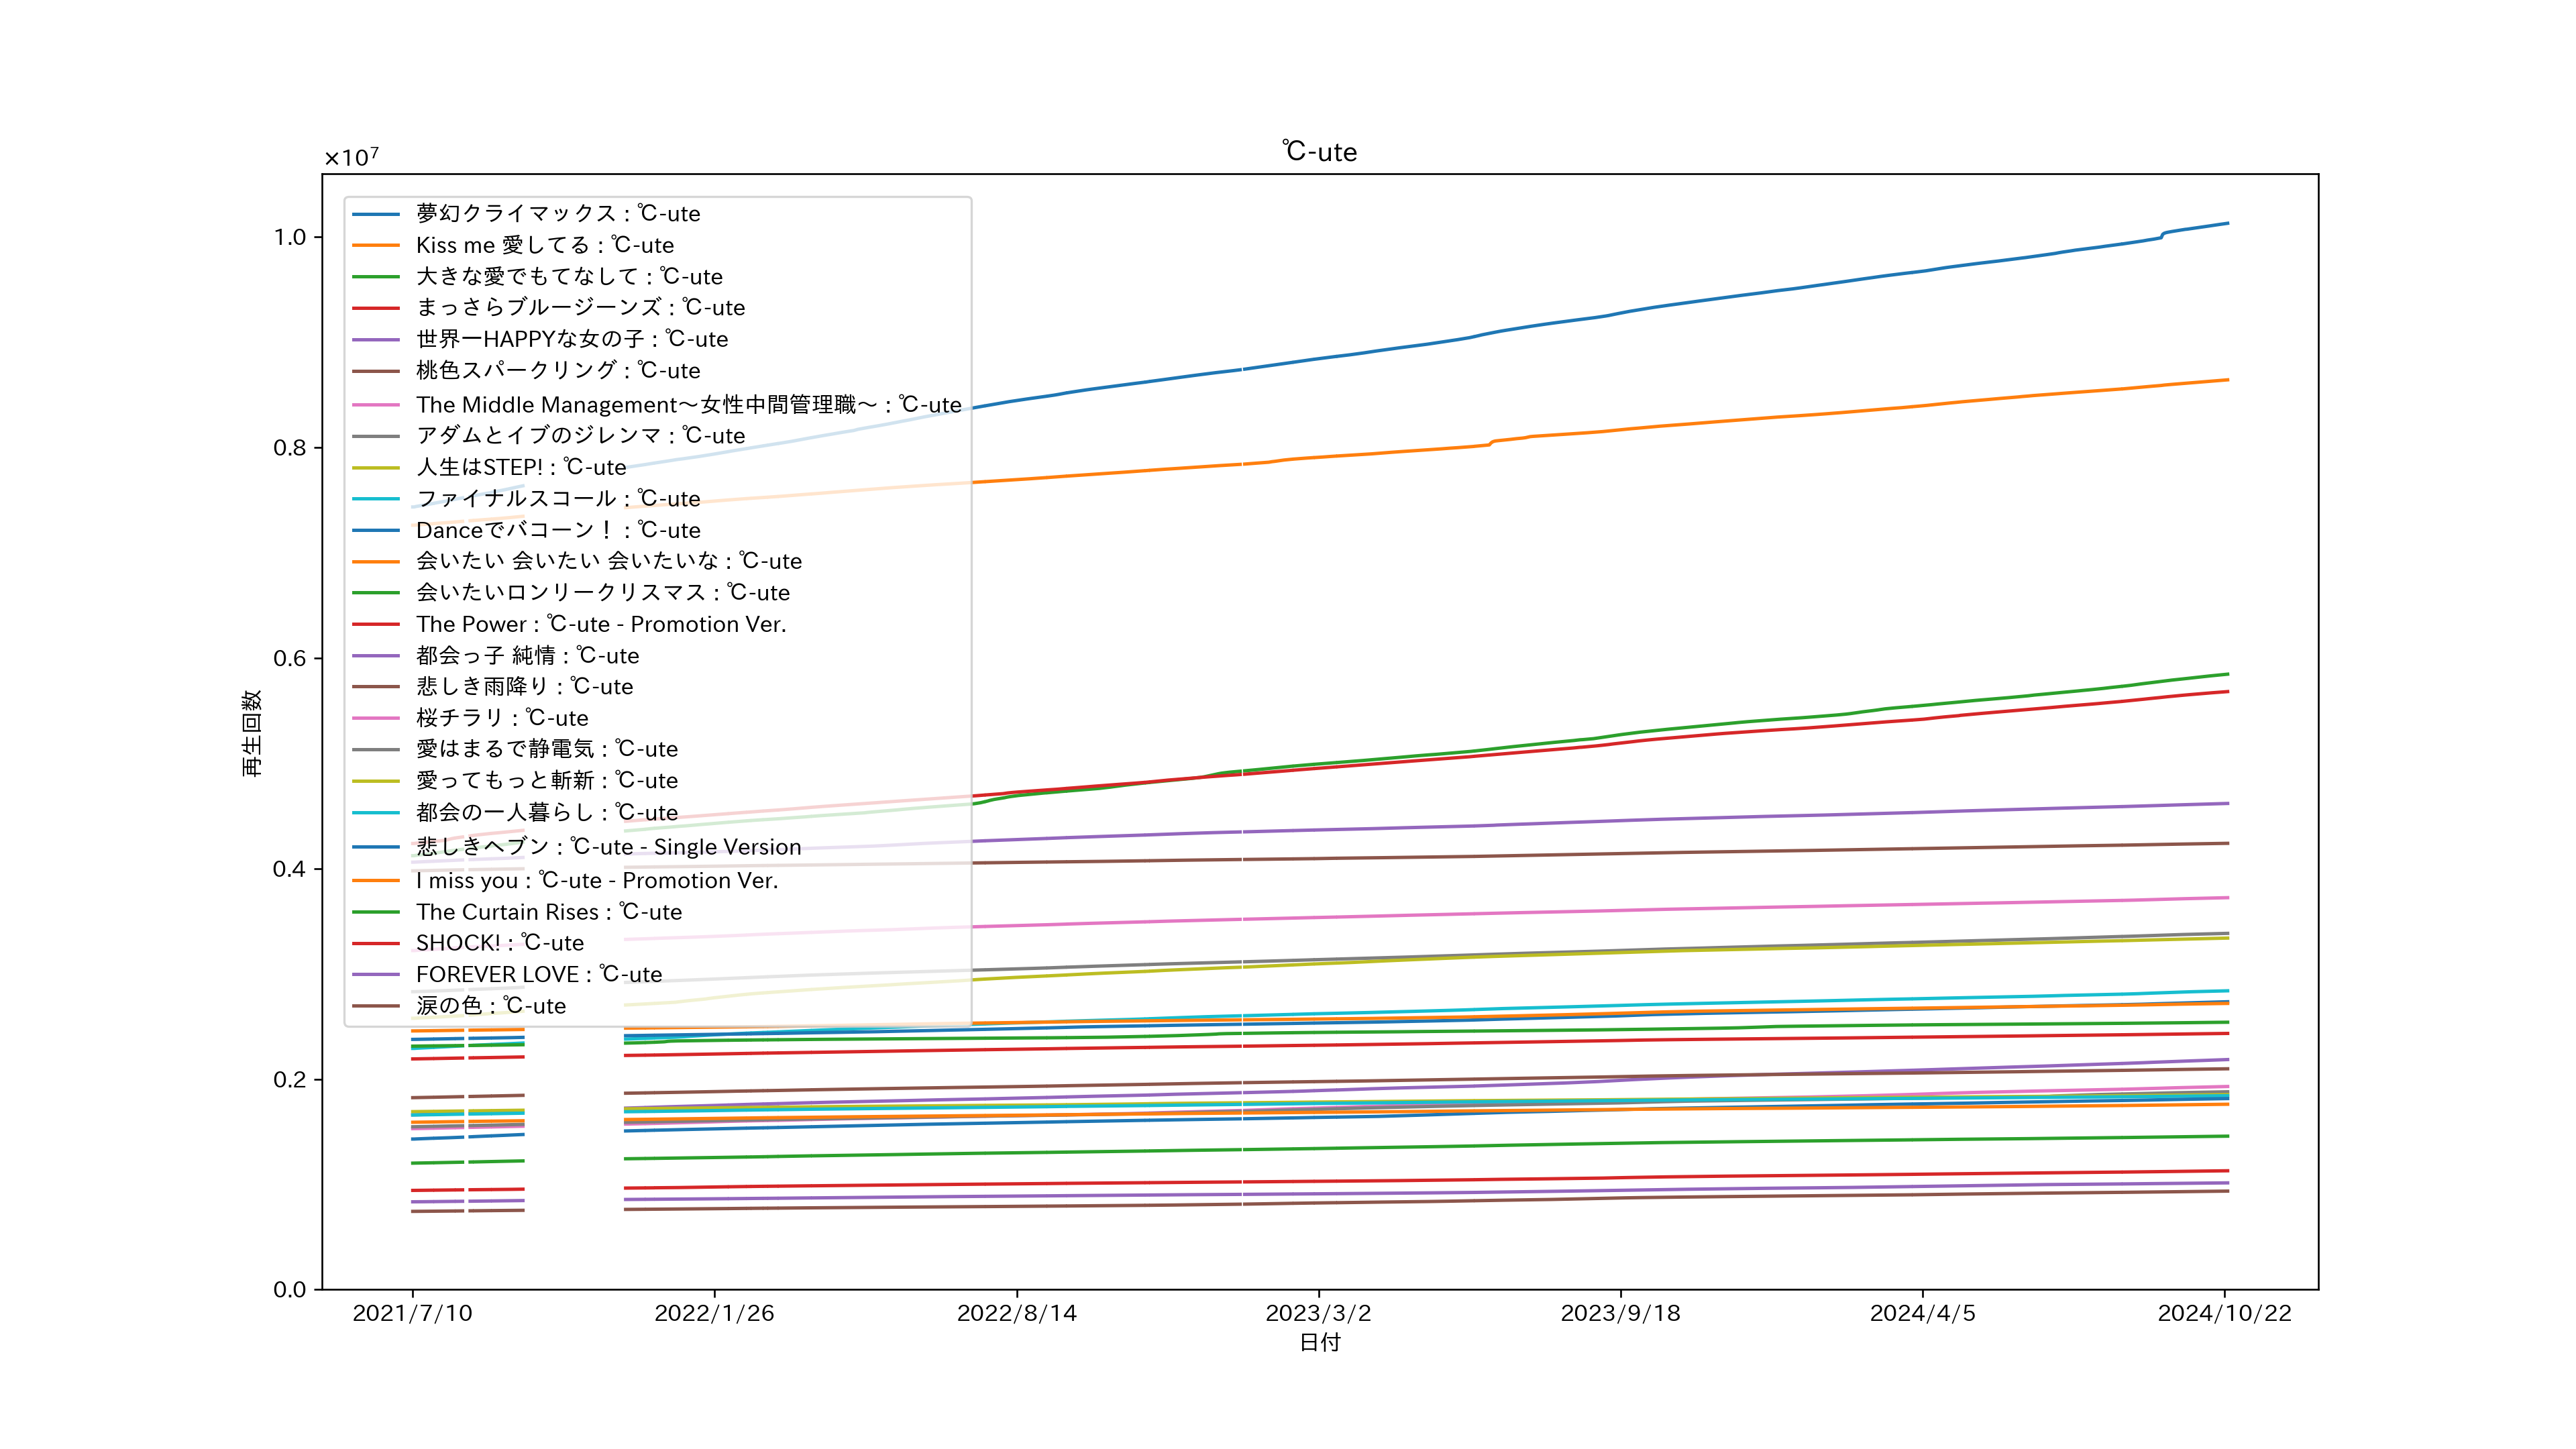 ℃-ute
×10⁷
1.0
0.8
0.6
0.4
0.2
0.0
再生回数
夢幻クライマックス : ℃-ute
Kiss me 愛してる : ℃-ute
大きな愛でもてなして : ℃-ute
まっさらブルージーンズ : ℃-ute
世界一HAPPYな女の子 : ℃-ute
桃色スパークリング : ℃-ute
The Middle Management～女性中間管理職～ : ℃-ute
アダムとイブのジレンマ : ℃-ute
人生はSTEP! : ℃-ute
ファイナルスコール : ℃-ute
Danceでバコーン！ : ℃-ute
会いたい 会いたい 会いたいな : ℃-ute
会いたいロンリークリスマス : ℃-ute
The Power : ℃-ute - Promotion Ver.
都会っ子 純情 : ℃-ute
悲しき雨降り : ℃-ute
桜チラリ : ℃-ute
愛はまるで静電気 : ℃-ute
愛ってもっと斬新 : ℃-ute
都会の一人暮らし : ℃-ute
悲しきヘブン : ℃-ute - Single Version
I miss you : ℃-ute - Promotion Ver.
The Curtain Rises : ℃-ute
SHOCK! : ℃-ute
FOREVER LOVE : ℃-ute
涙の色 : ℃-ute
2021/7/10
2022/1/26
2022/8/14
2023/3/2
2023/9/18
2024/4/5
2024/10/22
日付